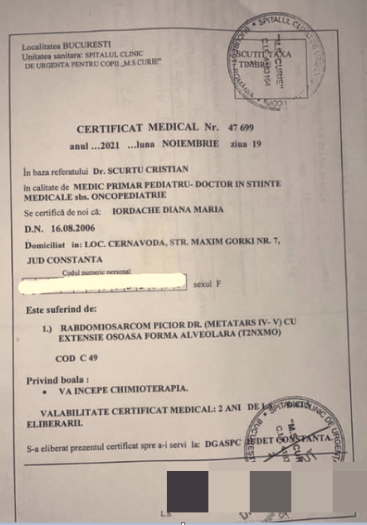 Localitatea BUCURESTI
Unitatea sanitara: SPITALUL CLINIC
DE URGENTA PENTRU COPII „M.S.CURIE"
SCUTIT TAXA
TIMBRU
CERTIFICAT MEDICAL Nr. 47 699
anul ...2021 ...luna NOIEMBRIE ziua 19
În baza referatului Dr. SCURTU CRISTIAN
în calitate de MEDIC PRIMAR PEDIATRU- DOCTOR IN STIINTE
MEDICALE sbs. ONCOPEDIATRIE
Se certifică de noi că: IORDACHE DIANA MARIA
D.N. 16.08.2006
Domiciliat in: LOC. CERNAVODA, STR. MAXIM GORKI NR. 7,
JUD CONSTANTA
Codul numeric personal
sexul F
Este suferind de:
1.) RABDOMIOSARCOM PICIOR DR. (METATARS IV- V) CU
EXTENSIE OSOASA FORMA ALVEOLARA (T2NXMO)
COD C 49
Privind boala :
• VA INCEPE CHIMIOTERAPIA.
VALABILITATE CERTIFICAT MEDICAL: 2 ANI DE LA
ELIBERARII.
S-a eliberat prezentul certificat spre a-i servi la: DGASPC JUDET CONSTANTA.